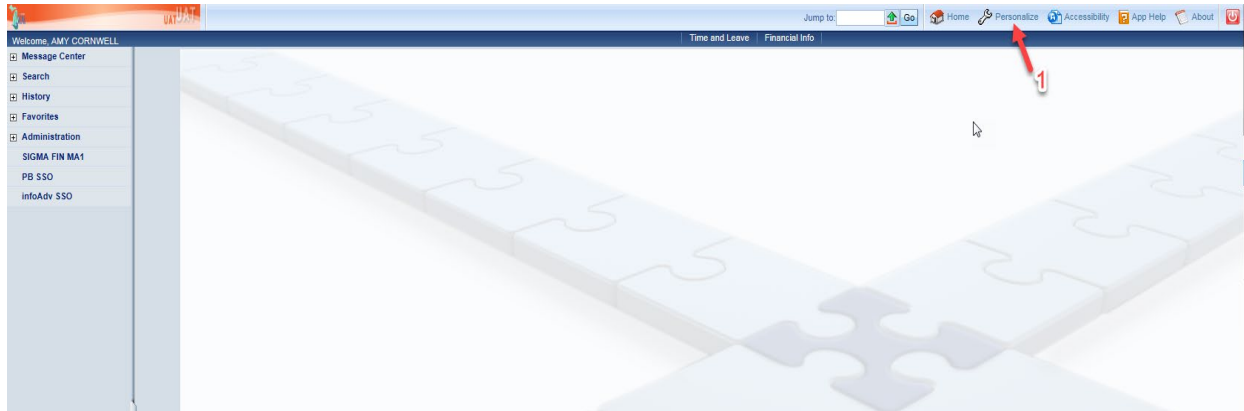 UATUAT
Jump to: Go Home Personalize Accessibility App Help About
Welcome, AMY CORNWELL
Time and Leave Financial Info
Message Center
1
Search
History
Favorites
Administration
SIGMA FIN MA1
PB SSO
infoAdv SSO